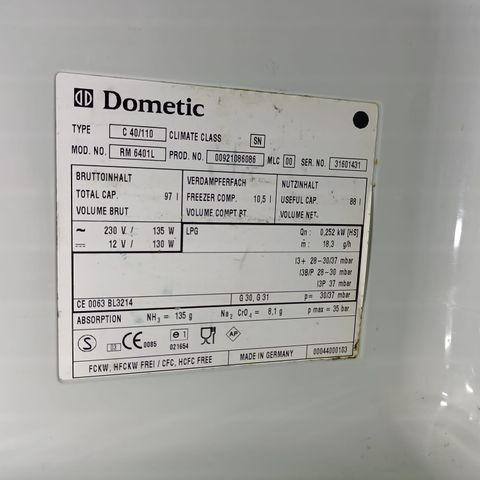 Dometic
TYPE C 40/110 CLIMATE CLASS SN
MOD. NO. RM 6401L PROD. NO. 00921086086 MLC 00 SER. NO. 31601431
BRUTTOINHALT VERDAMPFERFACH NUTZINHALT
TOTAL CAP. 97 l FREEZER COMP. 10,5 l USEFUL CAP. 88 l
VOLUME BRUT VOLUME COMPT BT VOLUME NET
~ 230 V / 135 W LPG Qn : 0,252 kW [HS]
12 V / 130 W ṁ : 18,3 g/h
I3+ 28-30/37 mbar
I3B/P 28-30 mbar
I3P 37 mbar
CE 0063 BL3214 G 30, G 31 p= 30/37 mbar
ABSORPTION NH₃ = 135 g Na₂ CrO₄ = 8,1 g p max = 35 bar
S 03 CE 0085 e1 021654 AP
FCKW, HFCKW FREI / CFC, HCFC FREE MADE IN GERMANY 00044000103